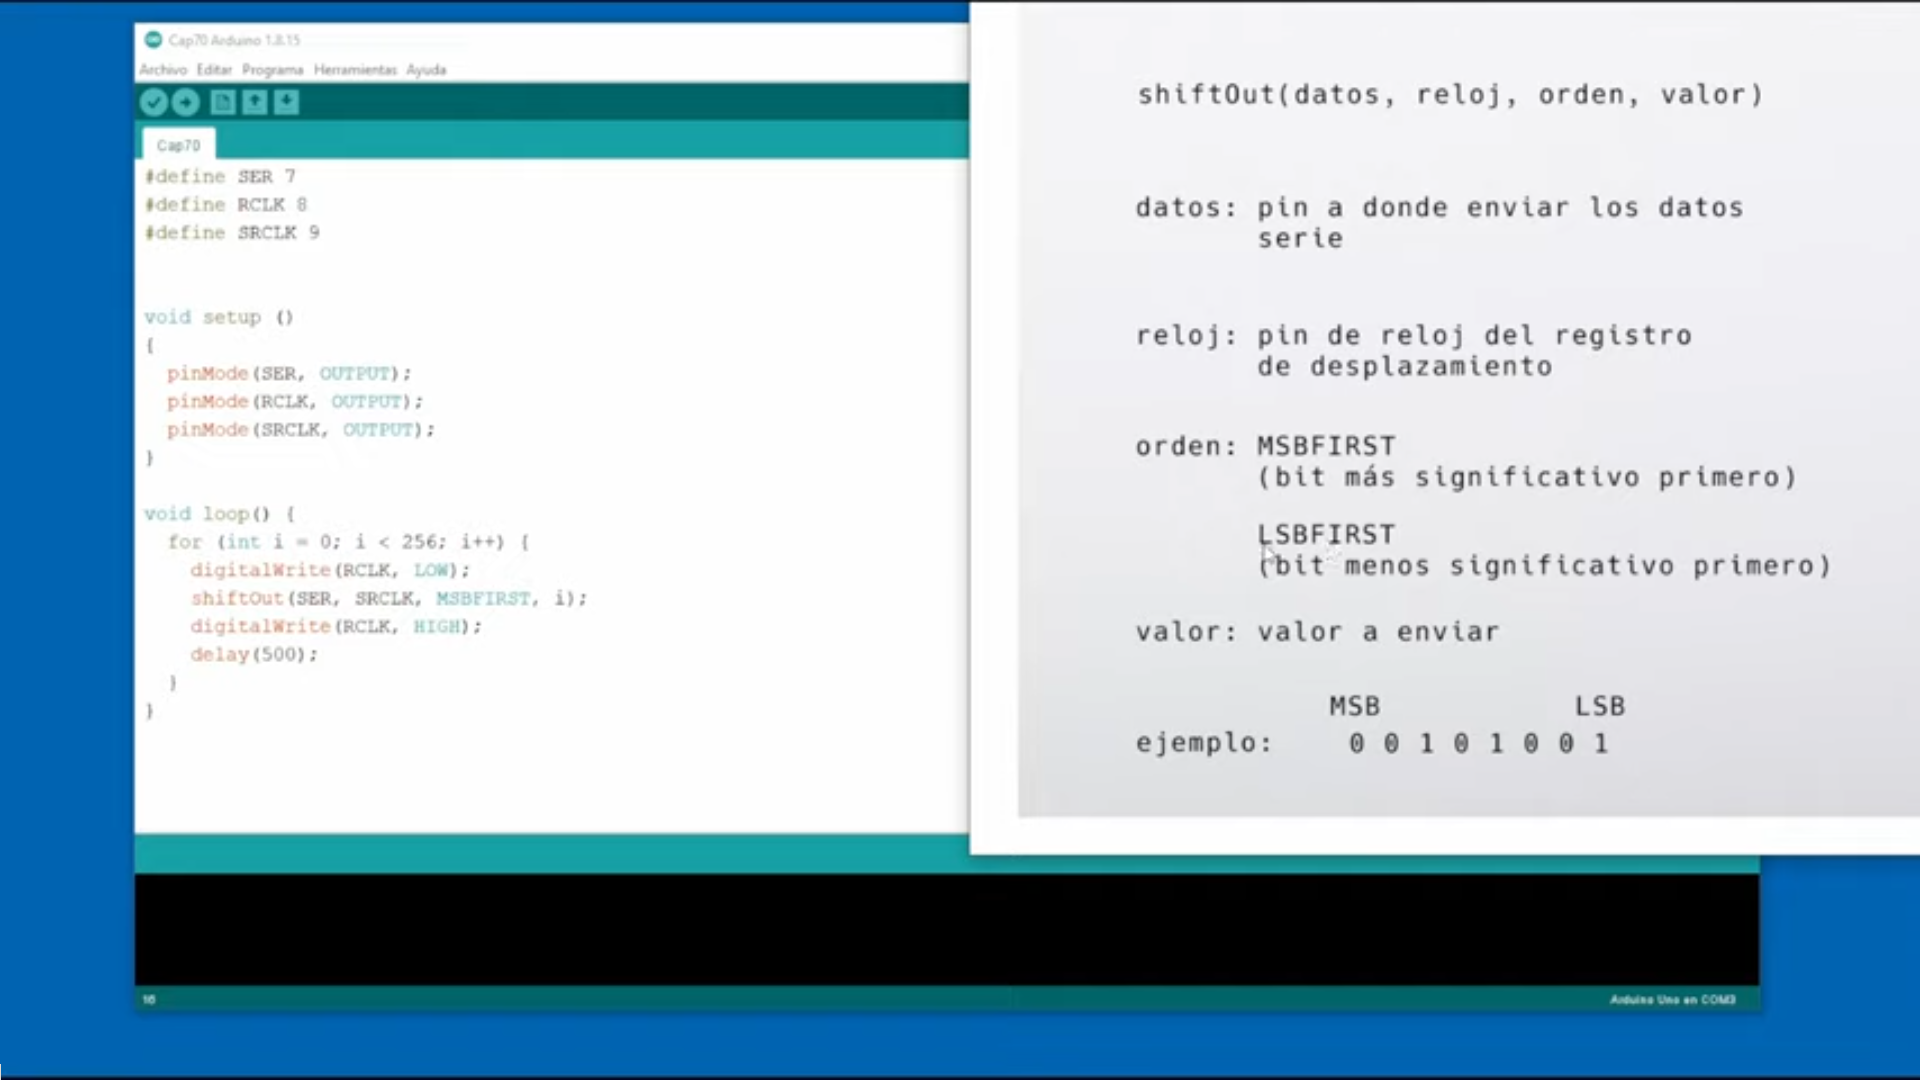 Cap70 Arduino 1.8.15
Archivo Editar Programa Herramientas Ayuda
Cap70
#define SER 7
#define RCLK 8
#define SRCLK 9
void setup ()
{
pinMode(SER, OUTPUT);
pinMode(RCLK, OUTPUT);
pinMode(SRCLK, OUTPUT);
}
void loop() {
for (int i = 0; i < 256; i++) {
digitalWrite(RCLK, LOW);
shiftOut(SER, SRCLK, MSBFIRST, i);
digitalWrite(RCLK, HIGH);
delay(500);
}
}
16
Arduino Uno en COM3
shiftOut(datos, reloj, orden, valor)
datos: pin a donde enviar los datos
serie
reloj: pin de reloj del registro
de desplazamiento
orden: MSBFIRST
(bit más significativo primero)
LSBFIRST
(bit menos significativo primero)
valor: valor a enviar
MSB LSB
ejemplo: 0 0 1 0 1 0 0 1